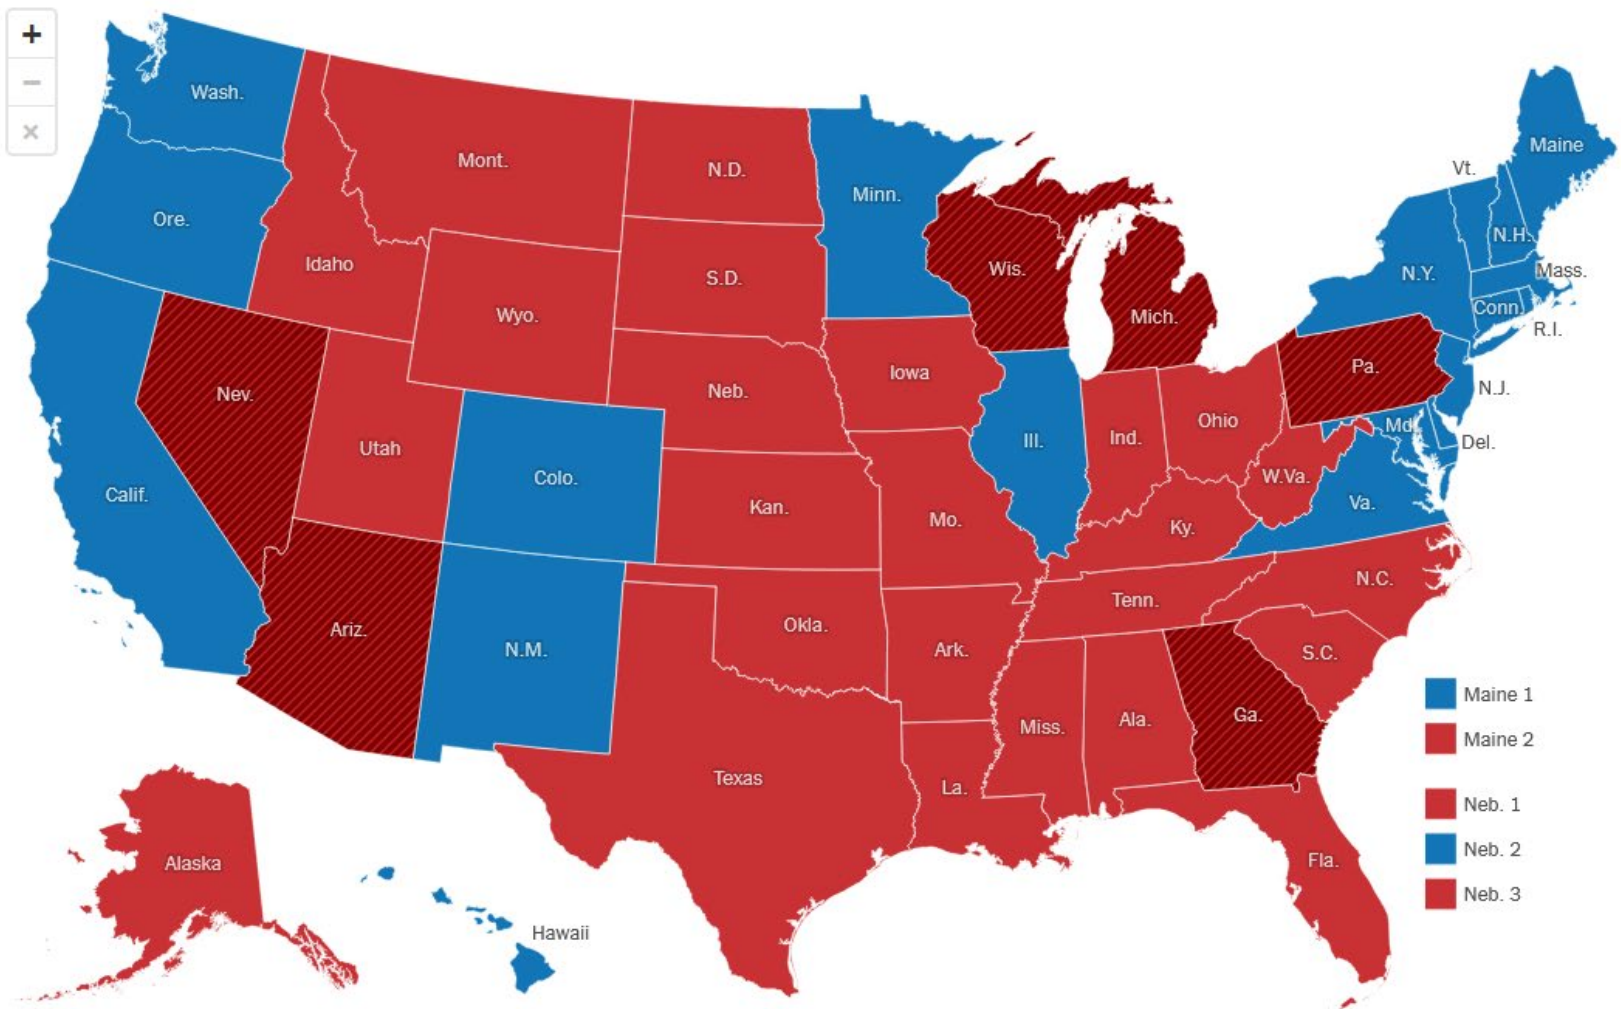 +
−
×
Wash.
Ore.
Calif.
Nev.
Idaho
Mont.
Wyo.
Utah
Ariz.
Colo.
N.M.
N.D.
S.D.
Neb.
Kan.
Okla.
Texas
Minn.
Iowa
Mo.
Ark.
La.
Wis.
Ill.
Mich.
Ind.
Ohio
Ky.
Tenn.
Miss.
Ala.
Ga.
Fla.
S.C.
N.C.
Va.
W.Va.
Pa.
N.Y.
Vt.
N.H.
Maine
Mass.
Conn.
R.I.
N.J.
Md.
Del.
Alaska
Hawaii
Maine 1
Maine 2
Neb. 1
Neb. 2
Neb. 3